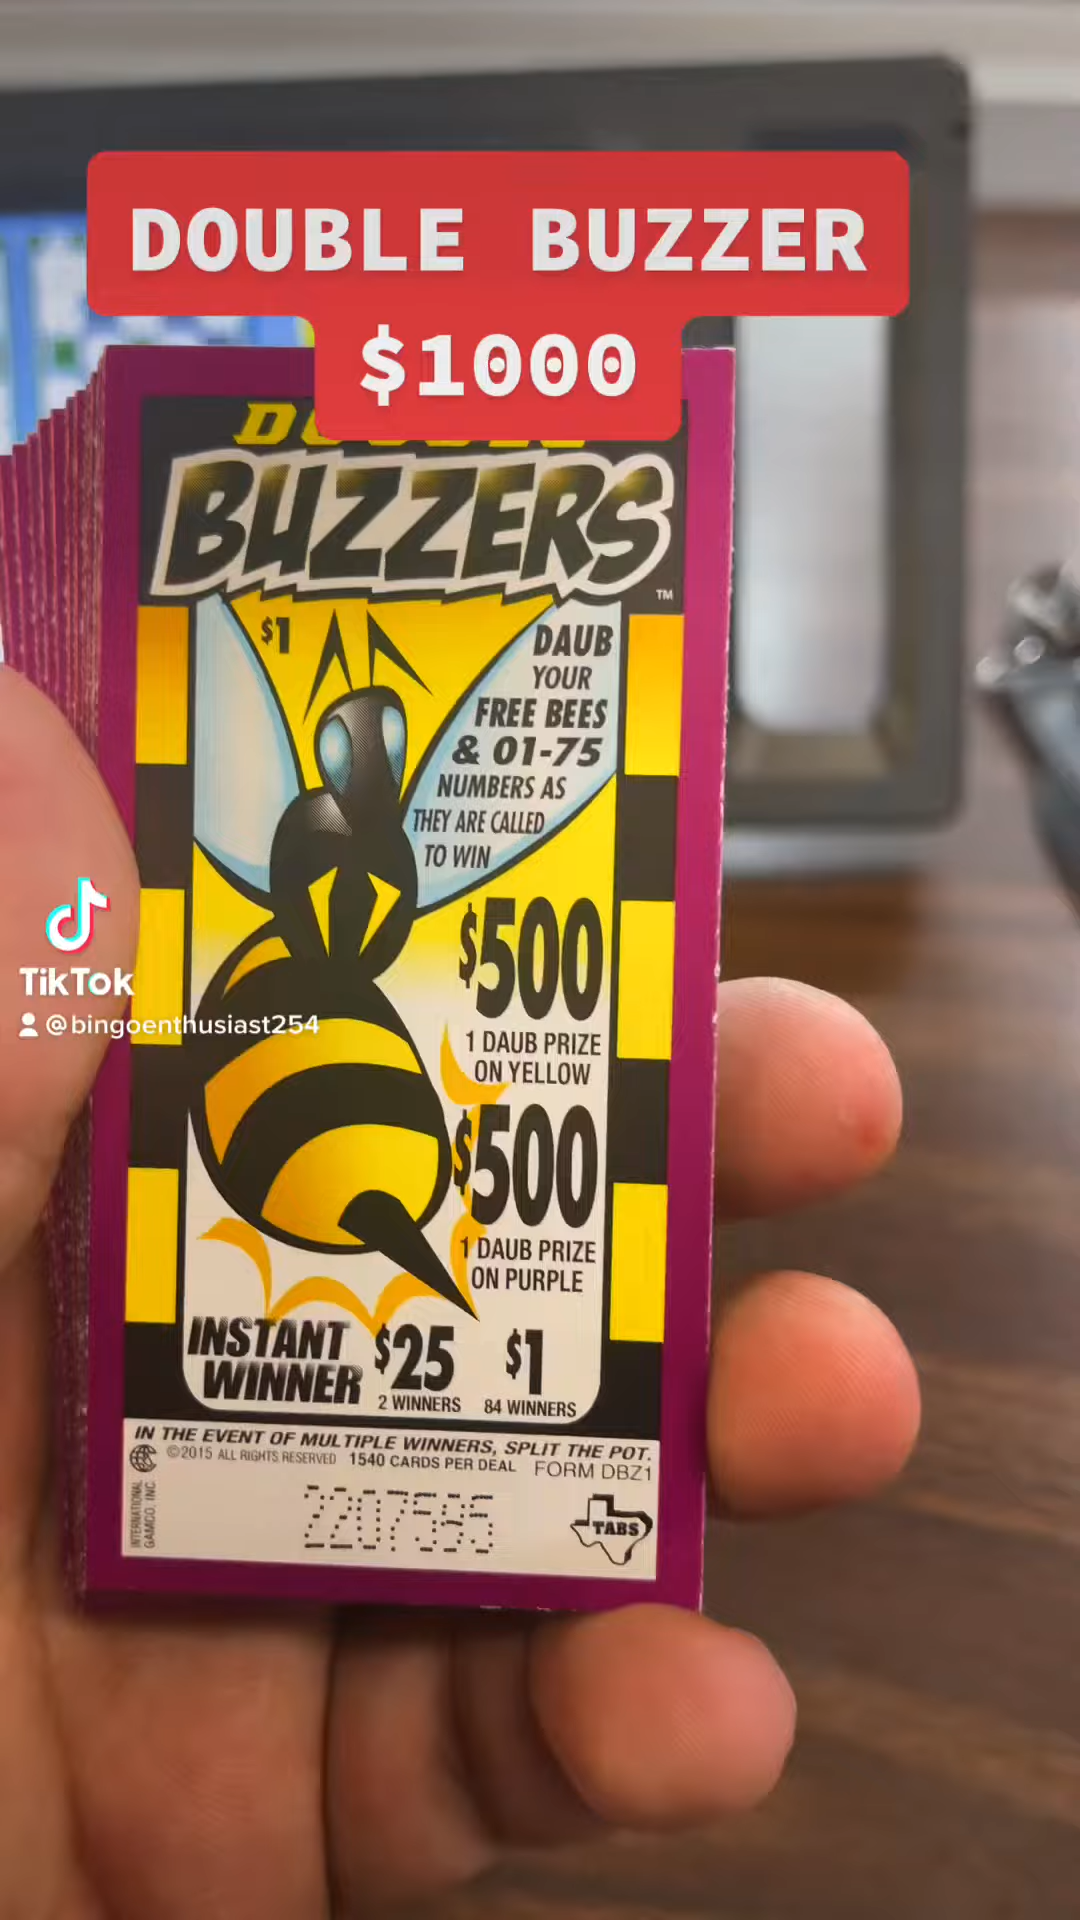 DOUBLE BUZZER
$1000
BUZZERS
TM
$1
DAUB
YOUR
FREE BEES
& 01-75
NUMBERS AS
THEY ARE CALLED
TO WIN
$500
1 DAUB PRIZE
ON YELLOW
$500
1 DAUB PRIZE
ON PURPLE
INSTANT
WINNER
$25
2 WINNERS
$1
84 WINNERS
IN THE EVENT OF MULTIPLE WINNERS, SPLIT THE POT.
©2015 ALL RIGHTS RESERVED 1540 CARDS PER DEAL FORM DBZ1
INTERNATIONAL
GAMCO, INC.
2207595
TABS
TikTok
@bingoenthusiast254